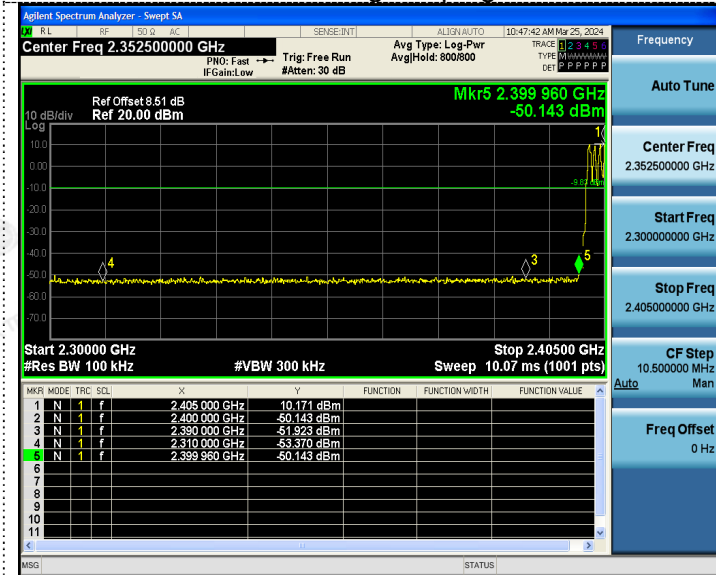 Agilent Spectrum Analyzer - Swept SA
LXI RL RF 50 Ω AC SENSE:INT ALIGN AUTO 10:47:42 AM Mar 25, 2024
Center Freq 2.352500000 GHz
PNO: Fast
IFGain:Low
Trig: Free Run
#Atten: 30 dB
Avg Type: Log-Pwr
Avg|Hold: 800/800
TRACE 1 2 3 4 5 6
TYPE M
DET P P P P P P
Ref Offset 8.51 dB
10 dB/div Ref 20.00 dBm
Log
Mkr5 2.399 960 GHz
-50.143 dBm
10.0
0.00
-10.0
-20.0
-30.0
-40.0
-50.0
-60.0
-70.0
1
3
4
5
Start 2.30000 GHz Stop 2.40500 GHz
#Res BW 100 kHz #VBW 300 kHz Sweep 10.07 ms (1001 pts)
MKR MODE TRC SCL X Y FUNCTION FUNCTION WIDTH FUNCTION VALUE
1 N 1 f 2.405 000 GHz 10.171 dBm
2 N 1 f 2.400 000 GHz -50.143 dBm
3 N 1 f 2.390 000 GHz -51.923 dBm
4 N 1 f 2.310 000 GHz -53.370 dBm
5 N 1 f 2.399 960 GHz -50.143 dBm
6
7
8
9
10
11
MSG STATUS
Frequency
Auto Tune
Center Freq
2.352500000 GHz
Start Freq
2.300000000 GHz
Stop Freq
2.405000000 GHz
CF Step
10.500000 MHz
Auto Man
Freq Offset
0 Hz